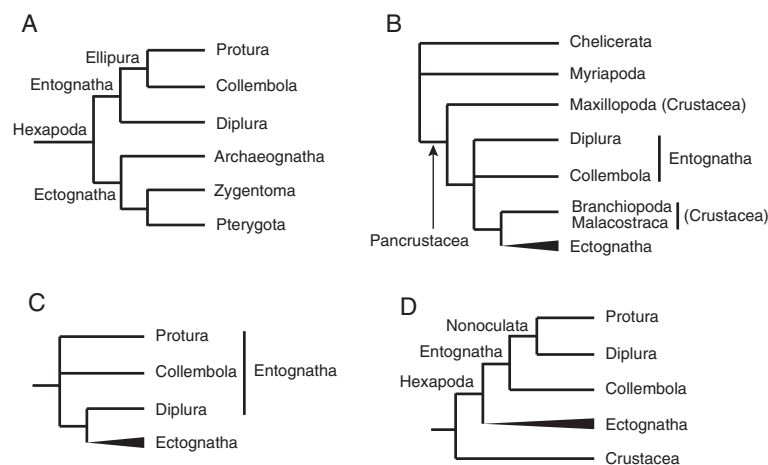 A
Ellipura
Protura
Entognatha
Collembola
Hexapoda
Diplura
Archaeognatha
Ectognatha
Zygentoma
Pterygota
B
Chelicerata
Myriapoda
Maxillopoda (Crustacea)
Diplura
Entognatha
Collembola
Branchiopoda
Malacostraca
(Crustacea)
Pancrustacea
Ectognatha
C
Protura
Collembola
Entognatha
Diplura
Ectognatha
D
Nonoculata
Protura
Entognatha
Diplura
Hexapoda
Collembola
Ectognatha
Crustacea